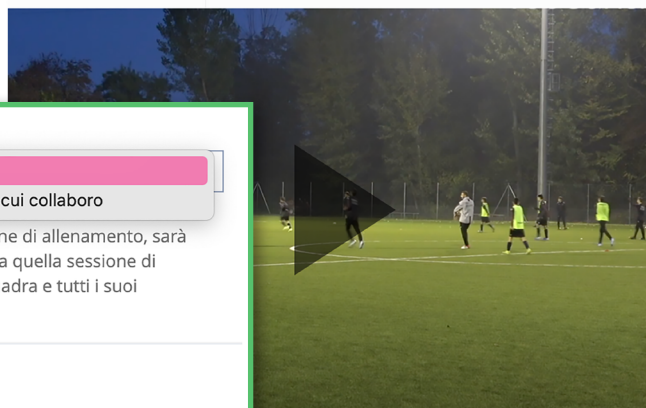 cui collaboro
ne di allenamento, sarà
a quella sessione di
adra e tutti i suoi